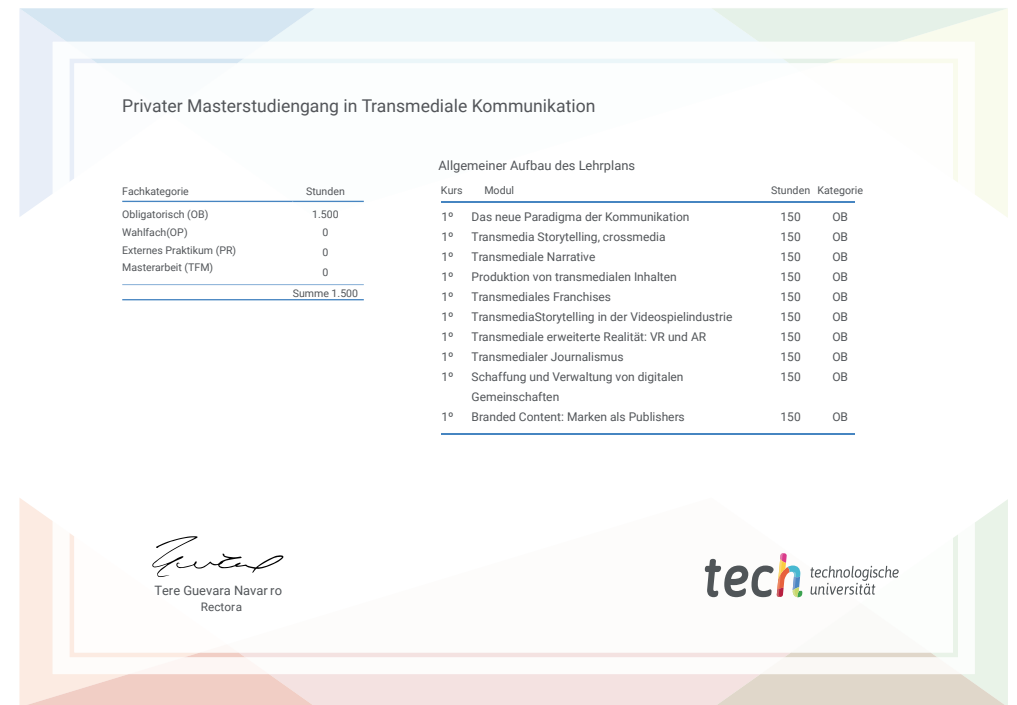 Privater Masterstudiengang in Transmediale Kommunikation
Fachkategorie Stunden
Obligatorisch (OB) 1.500
Wahlfach(OP) 0
Externes Praktikum (PR) 0
Masterarbeit (TFM) 0
Summe 1.500
Allgemeiner Aufbau des Lehrplans
Kurs Modul Stunden Kategorie
1º Das neue Paradigma der Kommunikation 150 OB
1º Transmedia Storytelling, crossmedia 150 OB
1º Transmediale Narrative 150 OB
1º Produktion von transmedialen Inhalten 150 OB
1º Transmediales Franchises 150 OB
1º TransmediaStorytelling in der Videospielindustrie 150 OB
1º Transmediale erweiterte Realität: VR und AR 150 OB
1º Transmedialer Journalismus 150 OB
1º Schaffung und Verwaltung von digitalen 150 OB
Gemeinschaften
1º Branded Content: Marken als Publishers 150 OB
Tere Guevara Navarro
Rectora
tech technologische
universität